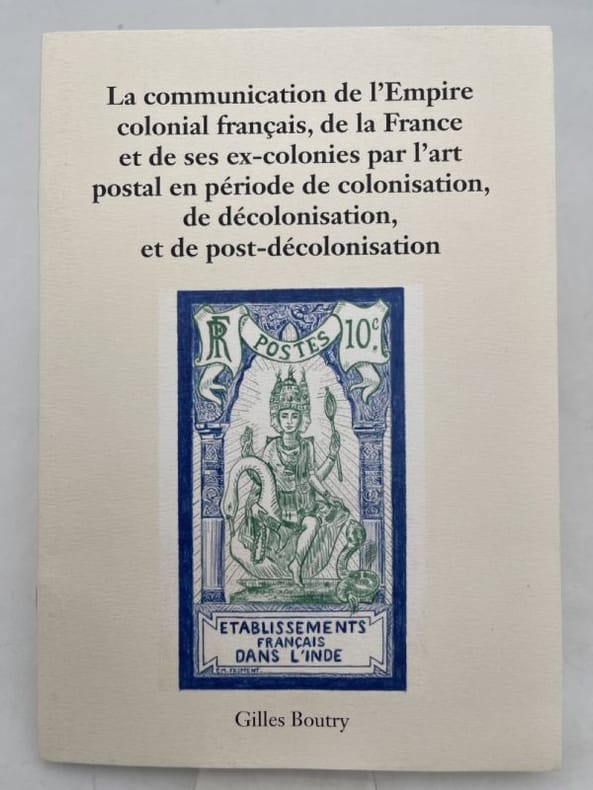 La communication de l'Empire
colonial français, de la France
et de ses ex-colonies par l'art
postal en période de colonisation,
de décolonisation,
et de post-décolonisation
RF POSTES 10c.
ETABLISSEMENTS
FRANÇAIS
DANS L'INDE
Gilles Boutry